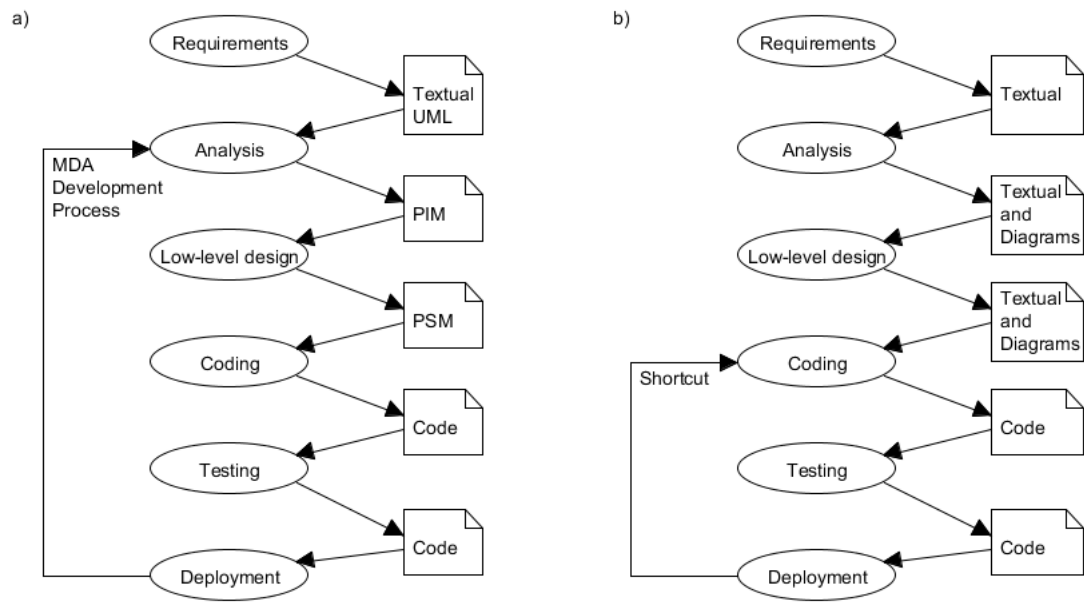 a)
Requirements
Textual
UML
Analysis
MDA
Development
Process
PIM
Low-level design
PSM
Coding
Code
Testing
Code
Deployment
b)
Requirements
Textual
Analysis
Textual
and
Diagrams
Low-level design
Textual
and
Diagrams
Coding
Shortcut
Code
Testing
Code
Deployment